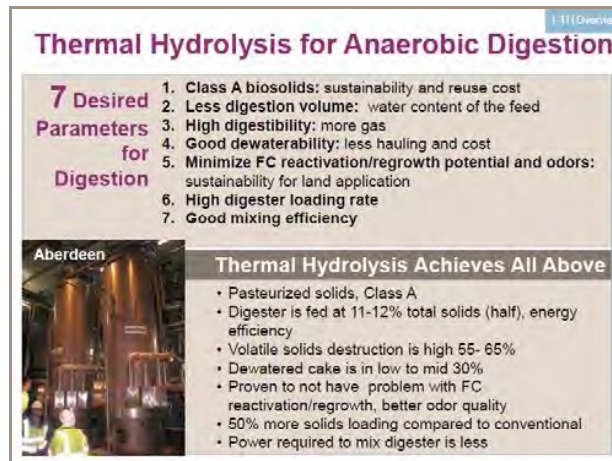 Thermal Hydrolysis for Anaerobic Digestion
7 Desired
Parameters
for
Digestion
1. Class A biosolids: sustainability and reuse cost
2. Less digestion volume: water content of the feed
3. High digestibility: more gas
4. Good dewaterability: less hauling and cost
5. Minimize FC reactivation/regrowth potential and odors:
sustainability for land application
6. High digester loading rate
7. Good mixing efficiency
Aberdeen
Thermal Hydrolysis Achieves All Above
• Pasteurized solids, Class A
• Digester is fed at 11-12% total solids (half), energy
efficiency
• Volatile solids destruction is high 55- 65%
• Dewatered cake is in low to mid 30%
• Proven to not have problem with FC
reactivation/regrowth, better odor quality
• 50% more solids loading compared to conventional
• Power required to mix digester is less